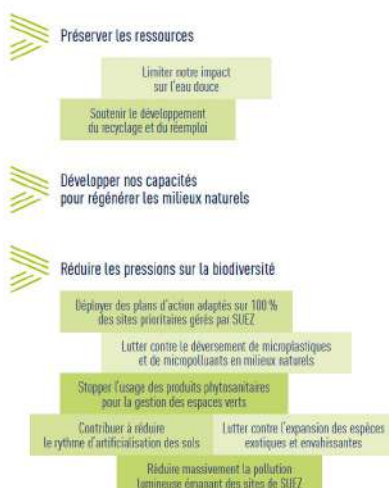 Préserver les ressources
Limiter notre impact
sur l'eau douce
Soutenir le développement
du recyclage et du réemploi
Développer nos capacités
pour régénérer les milieux naturels
Réduire les pressions sur la biodiversité
Déployer des plans d'action adaptés sur 100 %
des sites prioritaires gérés par SUEZ
Lutter contre le déversement de microplastiques
et de micropolluants en milieux naturels
Stopper l'usage des produits phytosanitaires
pour la gestion des espaces verts
Contribuer à réduire
le rythme d'artificialisation des sols
Lutter contre l'expansion des espèces
exotiques et envahissantes
Réduire massivement la pollution
lumineuse émanant des sites de SUEZ